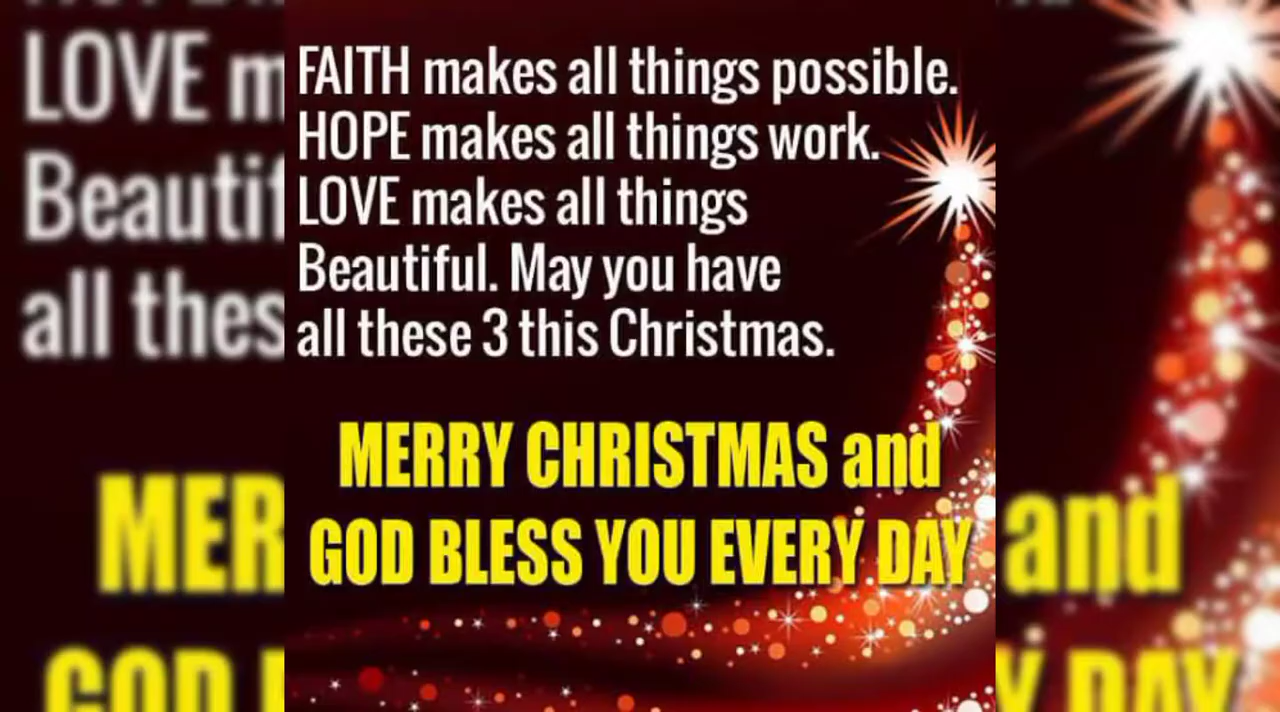 FAITH makes all things possible.
HOPE makes all things work.
LOVE makes all things
Beautiful. May you have
all these 3 this Christmas.
MERRY CHRISTMAS and
GOD BLESS YOU EVERY DAY